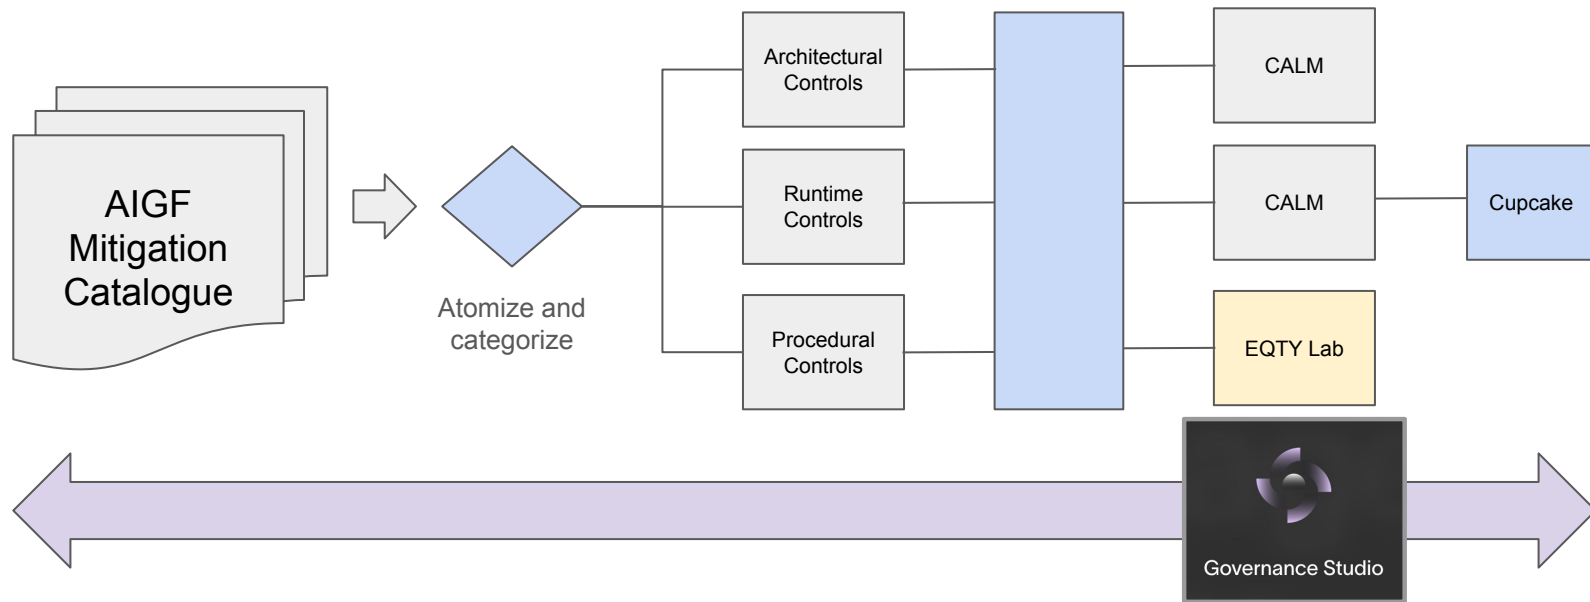 AIGF
Mitigation
Catalogue
Atomize and
categorize
Architectural
Controls
Runtime
Controls
Procedural
Controls
CALM
CALM
Cupcake
EQTY Lab
Governance Studio